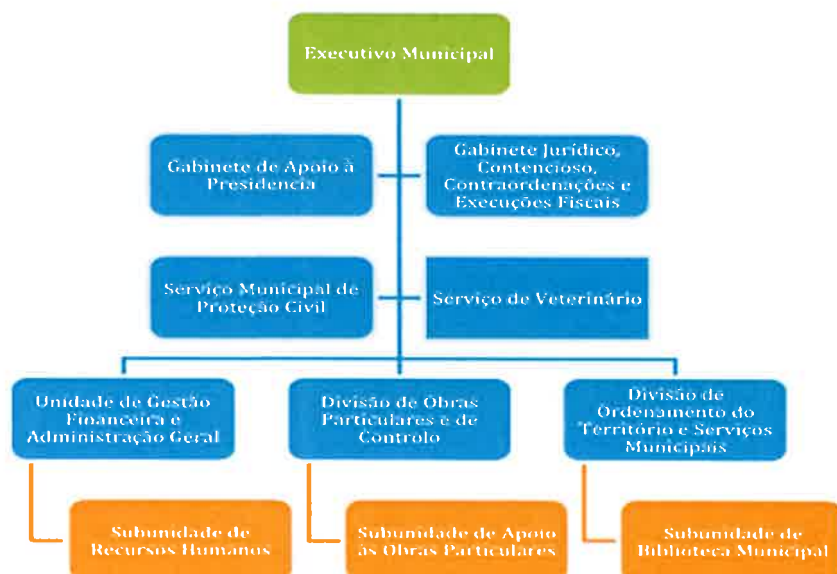 Executivo Municipal
Gabinete de Apoio à
Presidencia
Gabinete Jurídico,
Contencioso,
Contraordenações e
Execuções Fiscais
Serviço Municipal de
Proteção Civil
Serviço de Veterinário
Unidade de Gestão
Financeira e
Administração Geral
Divisão de Obras
Particulares e de
Controlo
Divisão de
Ordenamento do
Território e Serviços
Municipais
Subunidade de
Recursos Humanos
Subunidade de Apoio
às Obras Particulares
Subunidade de
Biblioteca Municipal